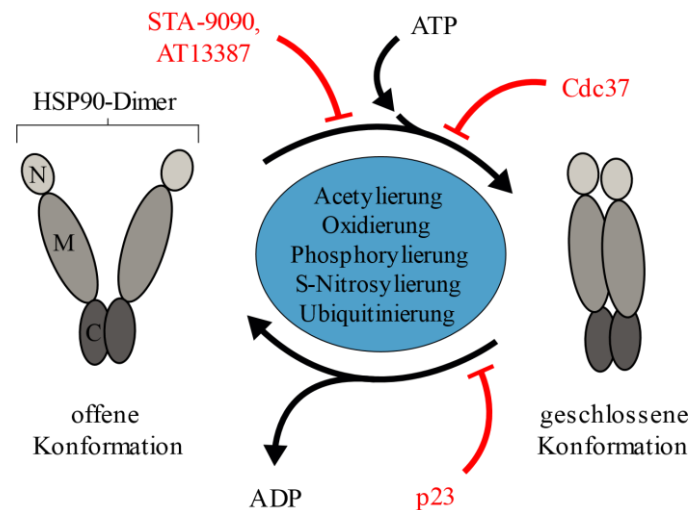 STA-9090,
AT13387
ATP
Cdc37
HSP90-Dimer
N
M
C
Acetylierung
Oxidierung
Phosphorylierung
S-Nitrosylierung
Ubiquitinierung
offene
Konformation
geschlossene
Konformation
ADP
p23